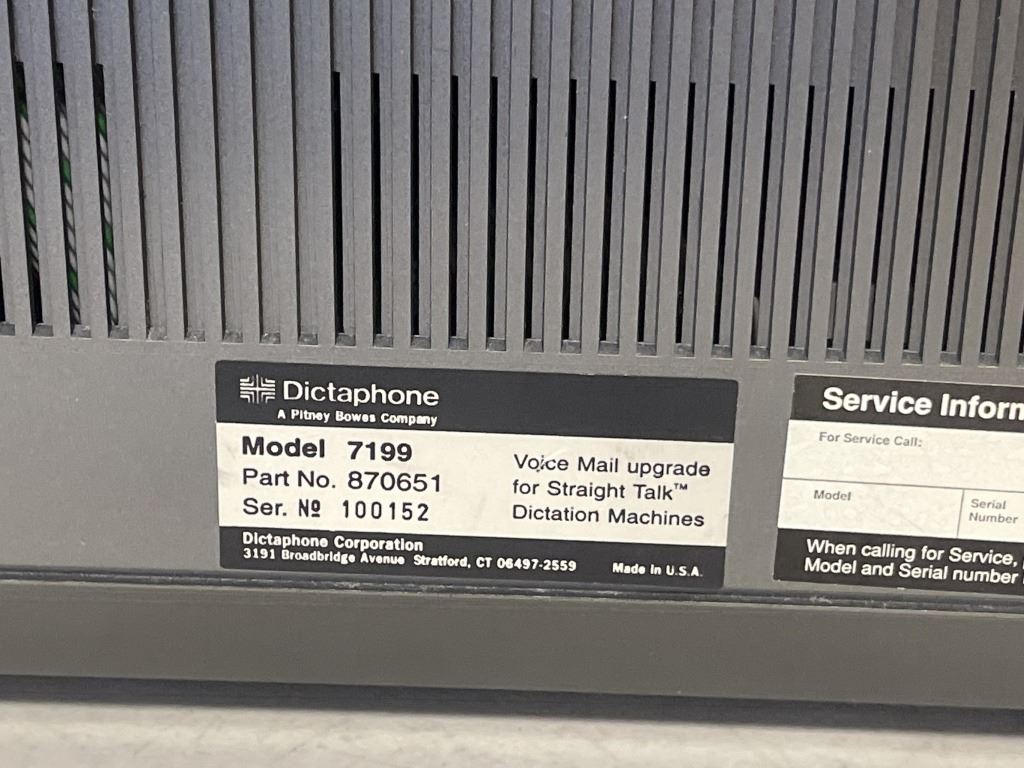 Dictaphone
A Pitney Bowes Company
Model 7199
Part No. 870651
Ser. Nº 100152
Voice Mail upgrade
for Straight Talk™
Dictation Machines
Dictaphone Corporation
3191 Broadbridge Avenue Stratford, CT 06497-2559
Made in U.S.A.
Service Inform
For Service Call:
Model
Serial
Number
When calling for Service,
Model and Serial number